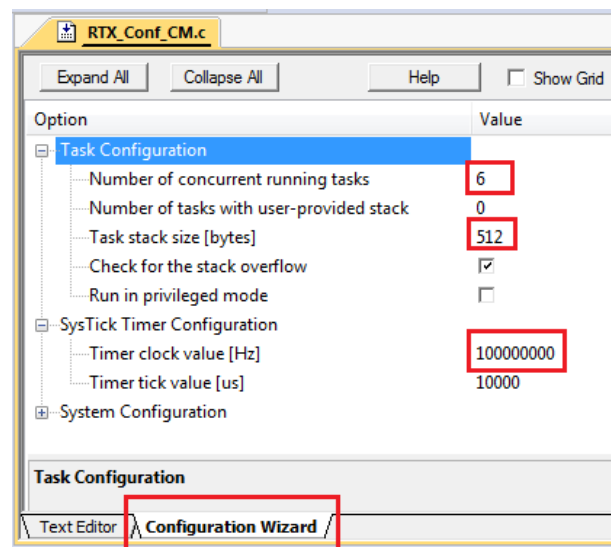 RTX_Conf_CM.c
Expand All Collapse All Help Show Grid
Option Value
Task Configuration
Number of concurrent running tasks 6
Number of tasks with user-provided stack 0
Task stack size [bytes] 512
Check for the stack overflow
Run in privileged mode
SysTick Timer Configuration
Timer clock value [Hz] 100000000
Timer tick value [us] 10000
System Configuration
Task Configuration
Text Editor Configuration Wizard